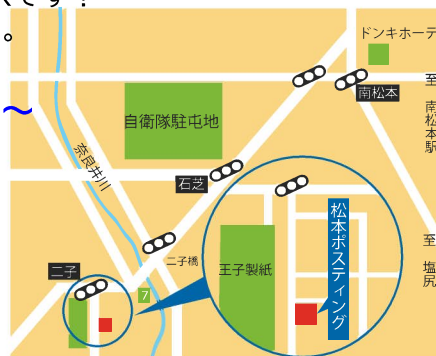 です！
。
～
ドンキホーテ
至 南松本駅
南松本
自衛隊駐屯地
奈良井川
石芝
二子橋
王子製紙
松本ポスティング
二子
7
至 塩尻